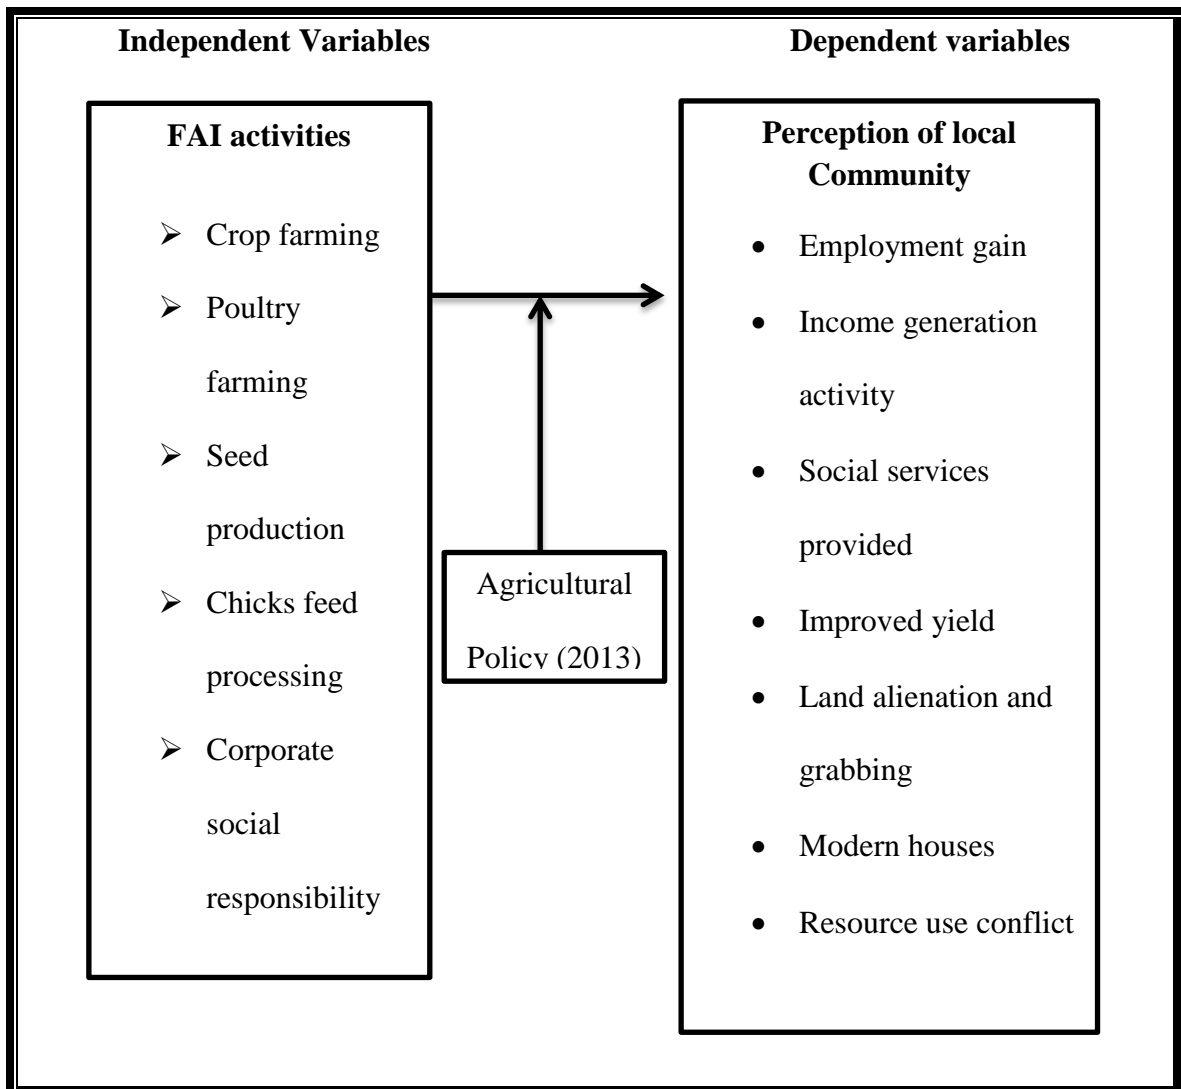 Independent Variables
Dependent variables
FAI activities
➢ Crop farming
➢ Poultry
farming
➢ Seed
production
➢ Chicks feed
processing
➢ Corporate
social
responsibility
Agricultural
Policy (2013)
Perception of local
Community
• Employment gain
• Income generation
activity
• Social services
provided
• Improved yield
• Land alienation and
grabbing
• Modern houses
• Resource use conflict